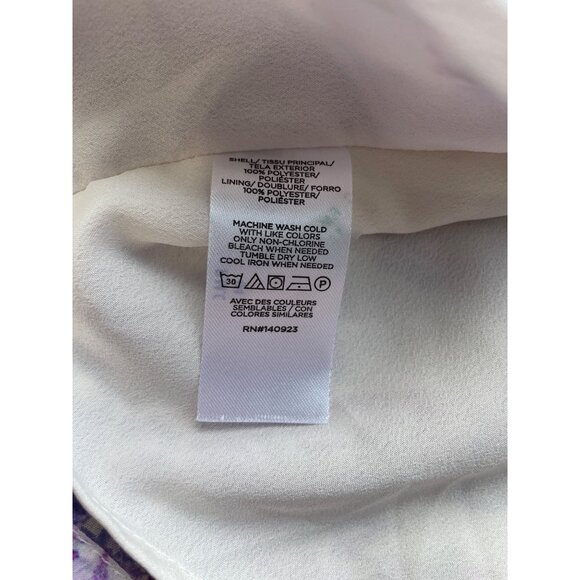 SHELL/ TISSU PRINCIPAL/
TELA EXTERIOR
100% POLYESTER/
POLIÉSTER
LINING/ DOUBLURE/ FORRO
100% POLYESTER/
POLIÉSTER
MACHINE WASH COLD
WITH LIKE COLORS
ONLY NON-CHLORINE
BLEACH WHEN NEEDED
TUMBLE DRY LOW
COOL IRON WHEN NEEDED
30 P
AVEC DES COULEURS
SEMBLABLES / CON
COLORES SIMILARES
RN#140923